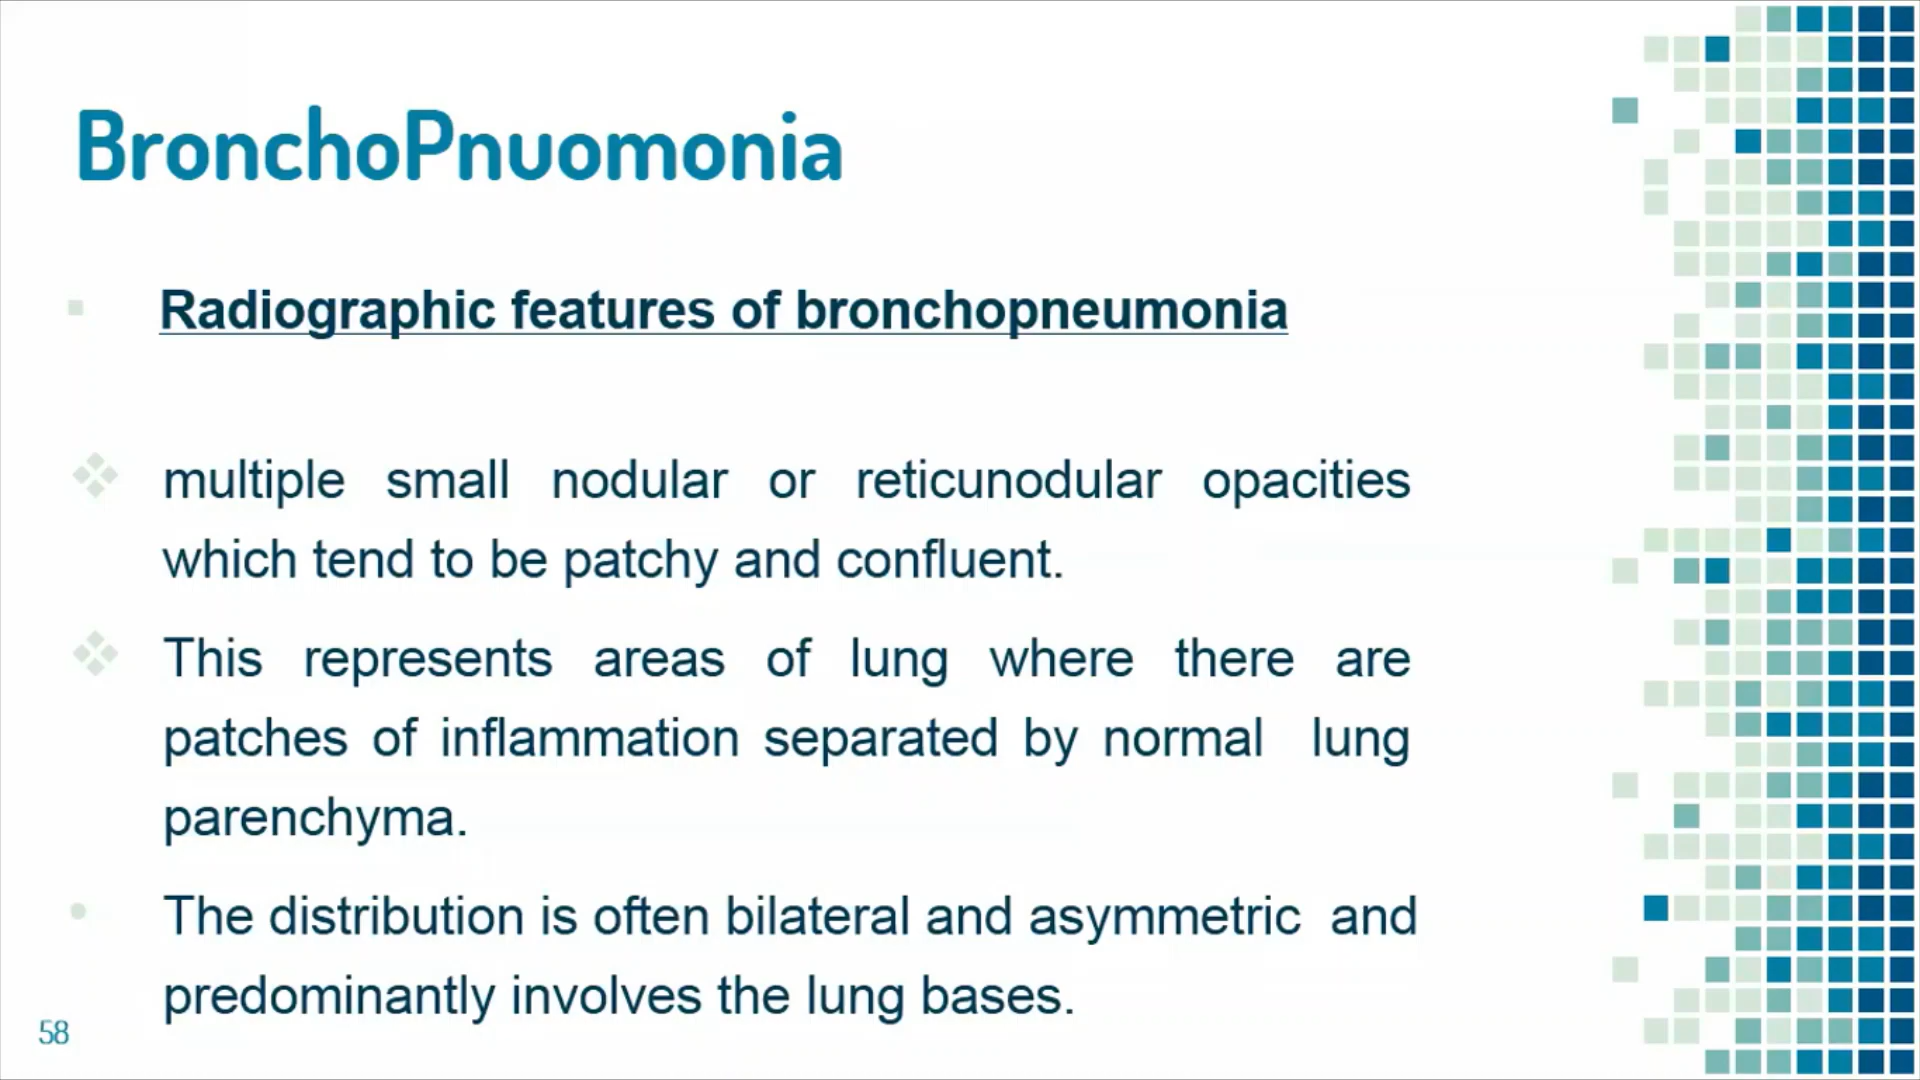 BronchoPnuomonia
Radiographic features of bronchopneumonia
multiple small nodular or reticunodular opacities
which tend to be patchy and confluent.
This represents areas of lung where there are
patches of inflammation separated by normal lung
parenchyma.
The distribution is often bilateral and asymmetric and
predominantly involves the lung bases.
58